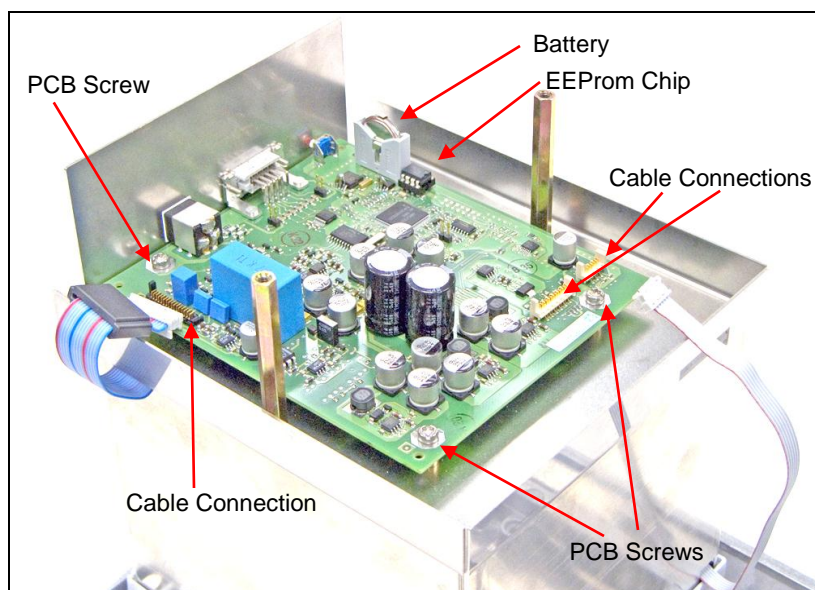 Battery
EEProm Chip
PCB Screw
Cable Connections
Cable Connection
PCB Screws